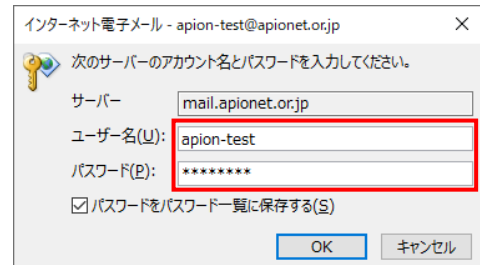 インターネット電子メール - apion-test@apionet.or.jp
次のサーバーのアカウント名とパスワードを入力してください。
サーバー mail.apionet.or.jp
ユーザー名(U): apion-test
パスワード(P): ********
パスワードをパスワード一覧に保存する(S)
OK キャンセル